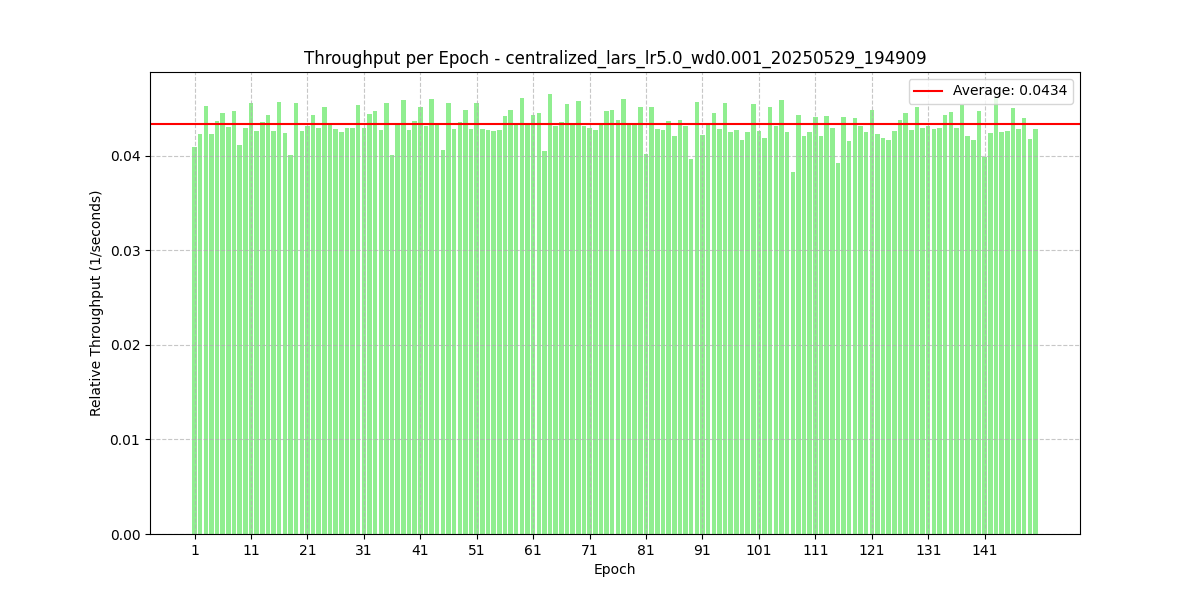 Throughput per Epoch - centralized_lars_lr5.0_wd0.001_20250529_194909
Average: 0.0434
Relative Throughput (1/seconds)
0.04
0.03
0.02
0.01
0.00
1 11 21 31 41 51 61 71 81 91 101 111 121 131 141
Epoch